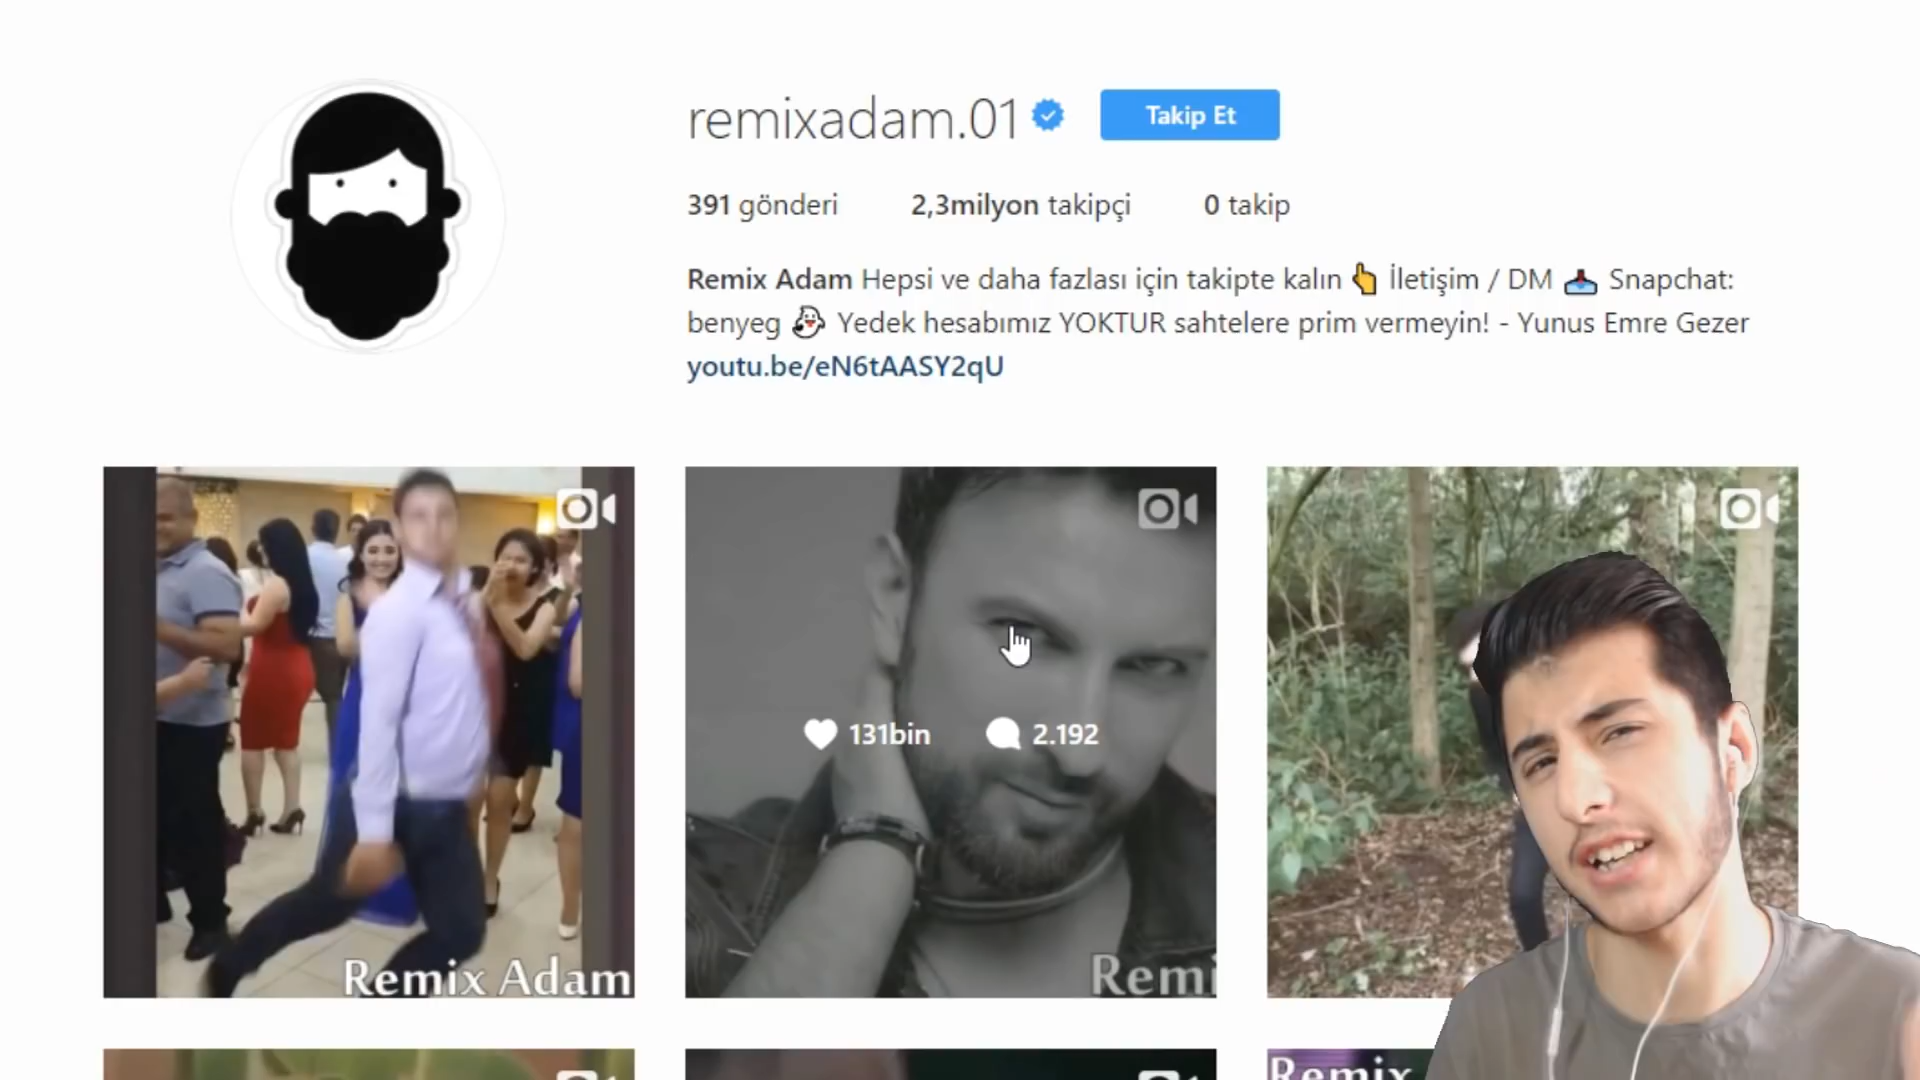 remixadam.01 Takip Et
391 gönderi 2,3milyon takipçi 0 takip
Remix Adam Hepsi ve daha fazlası için takipte kalın 👆 İletişim / DM 📥 Snapchat:
benyeg 👻 Yedek hesabımız YOKTUR sahtelere prim vermeyin! - Yunus Emre Gezer
youtu.be/eN6tAASY2qU
131bin 2.192
Remix Adam
Remi
Remix